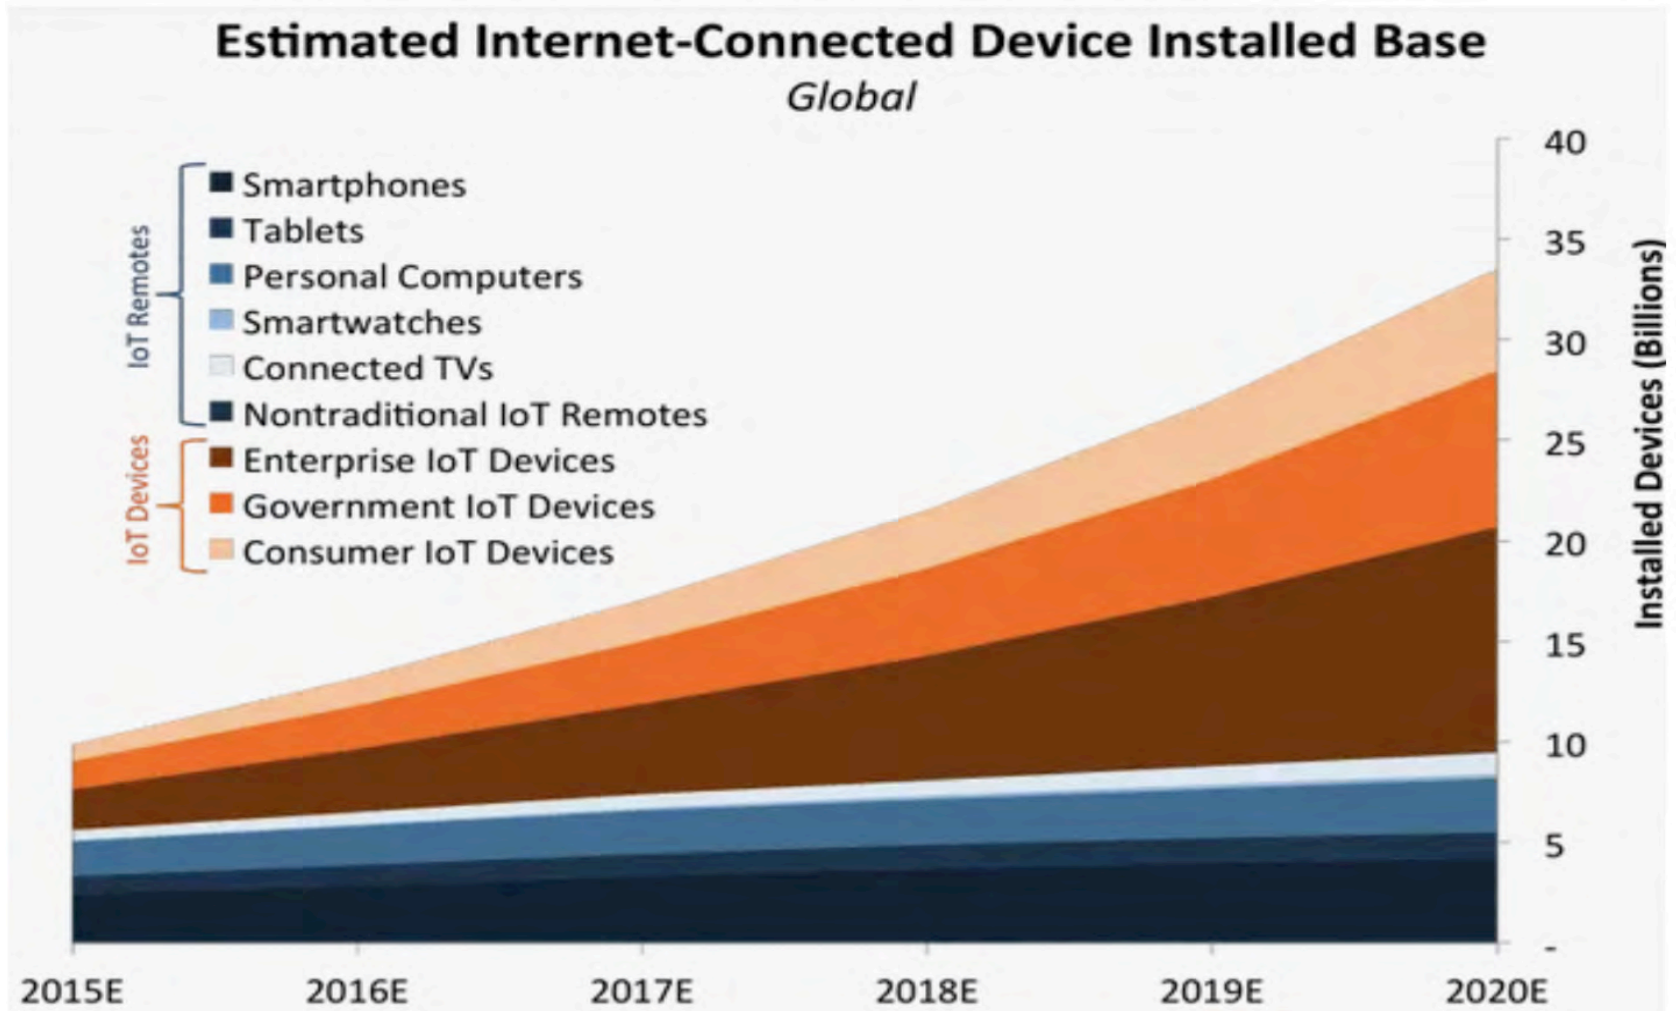 Estimated Internet-Connected Device Installed Base
Global
IoT Remotes
Smartphones
Tablets
Personal Computers
Smartwatches
Connected TVs
Nontraditional IoT Remotes
IoT Devices
Enterprise IoT Devices
Government IoT Devices
Consumer IoT Devices
40
35
30
25
20
15
10
5
-
Installed Devices (Billions)
2015E 2016E 2017E 2018E 2019E 2020E